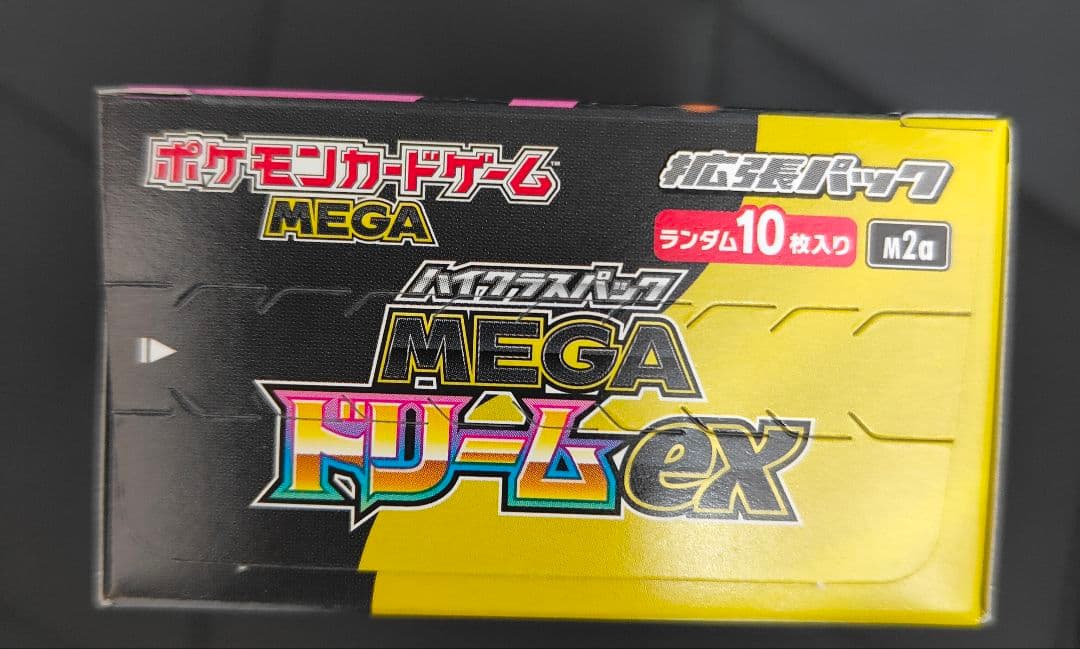 ポケモンカードゲーム™
MEGA
拡張パック
ランダム10枚入り
M2a
ハイクラスパック
MEGA
ドリームex